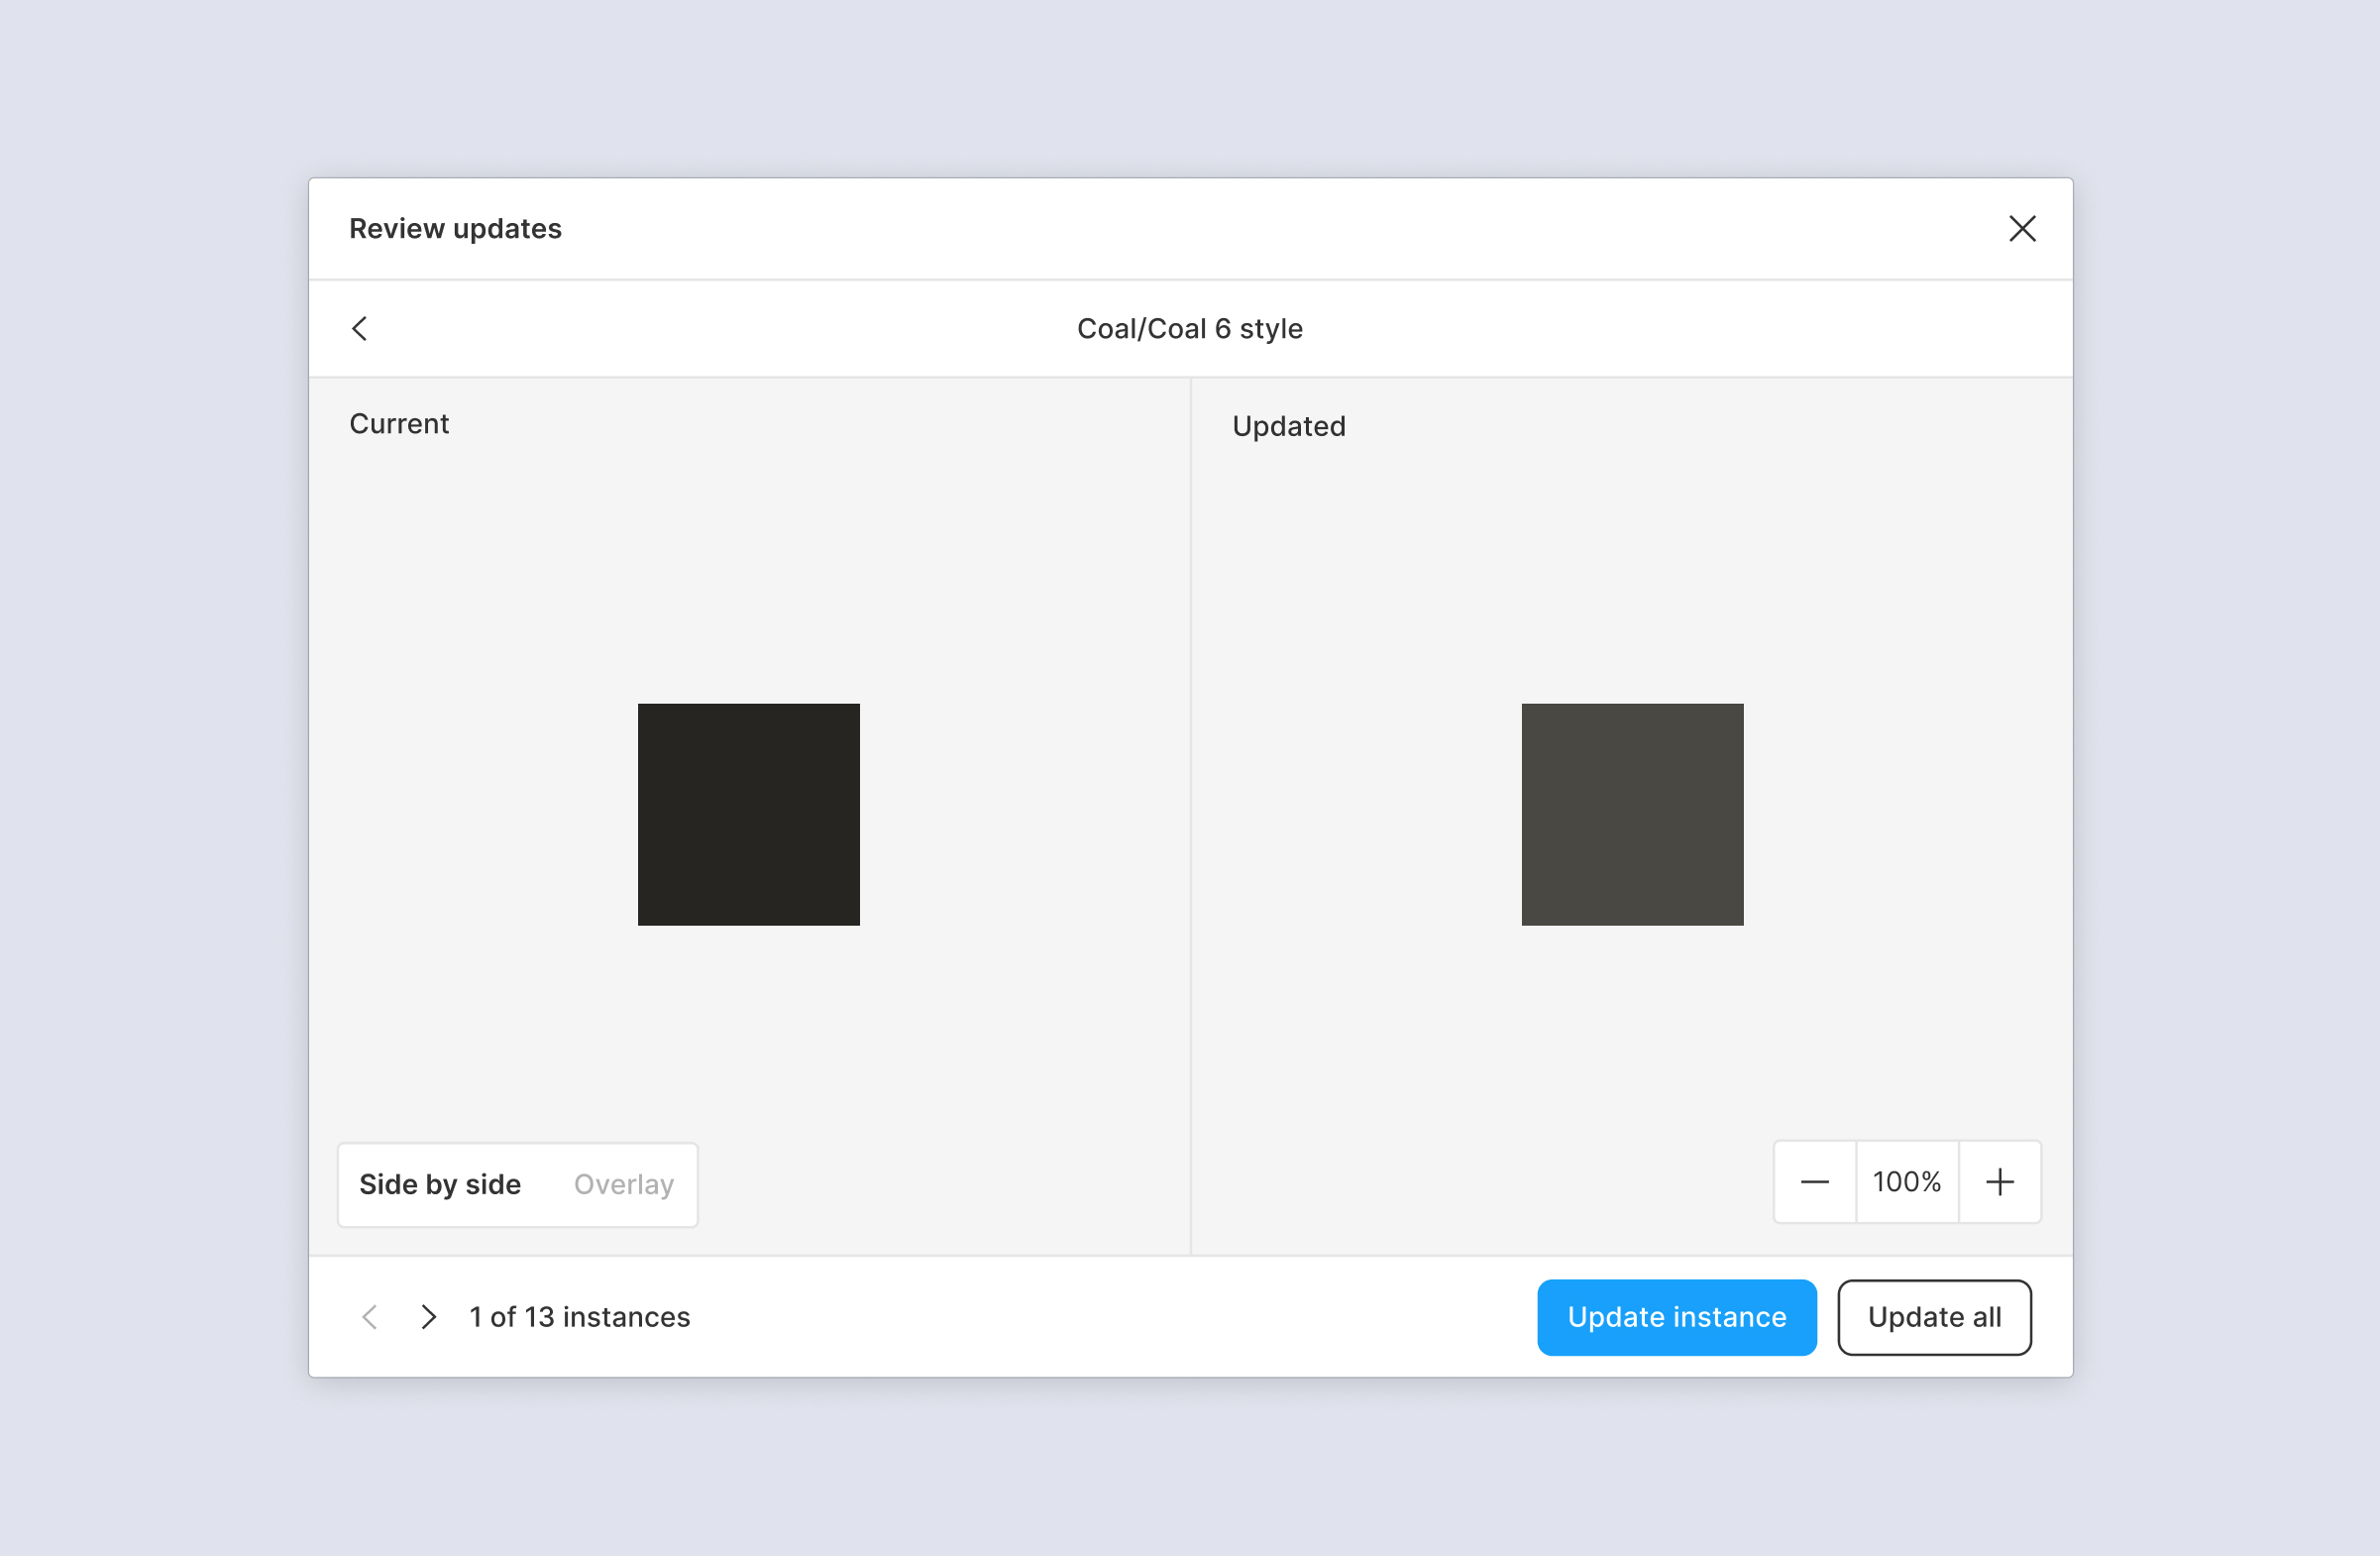 Review updates
Coal/Coal 6 style
Current
Updated
Side by side Overlay
100%
1 of 13 instances
Update instance
Update all